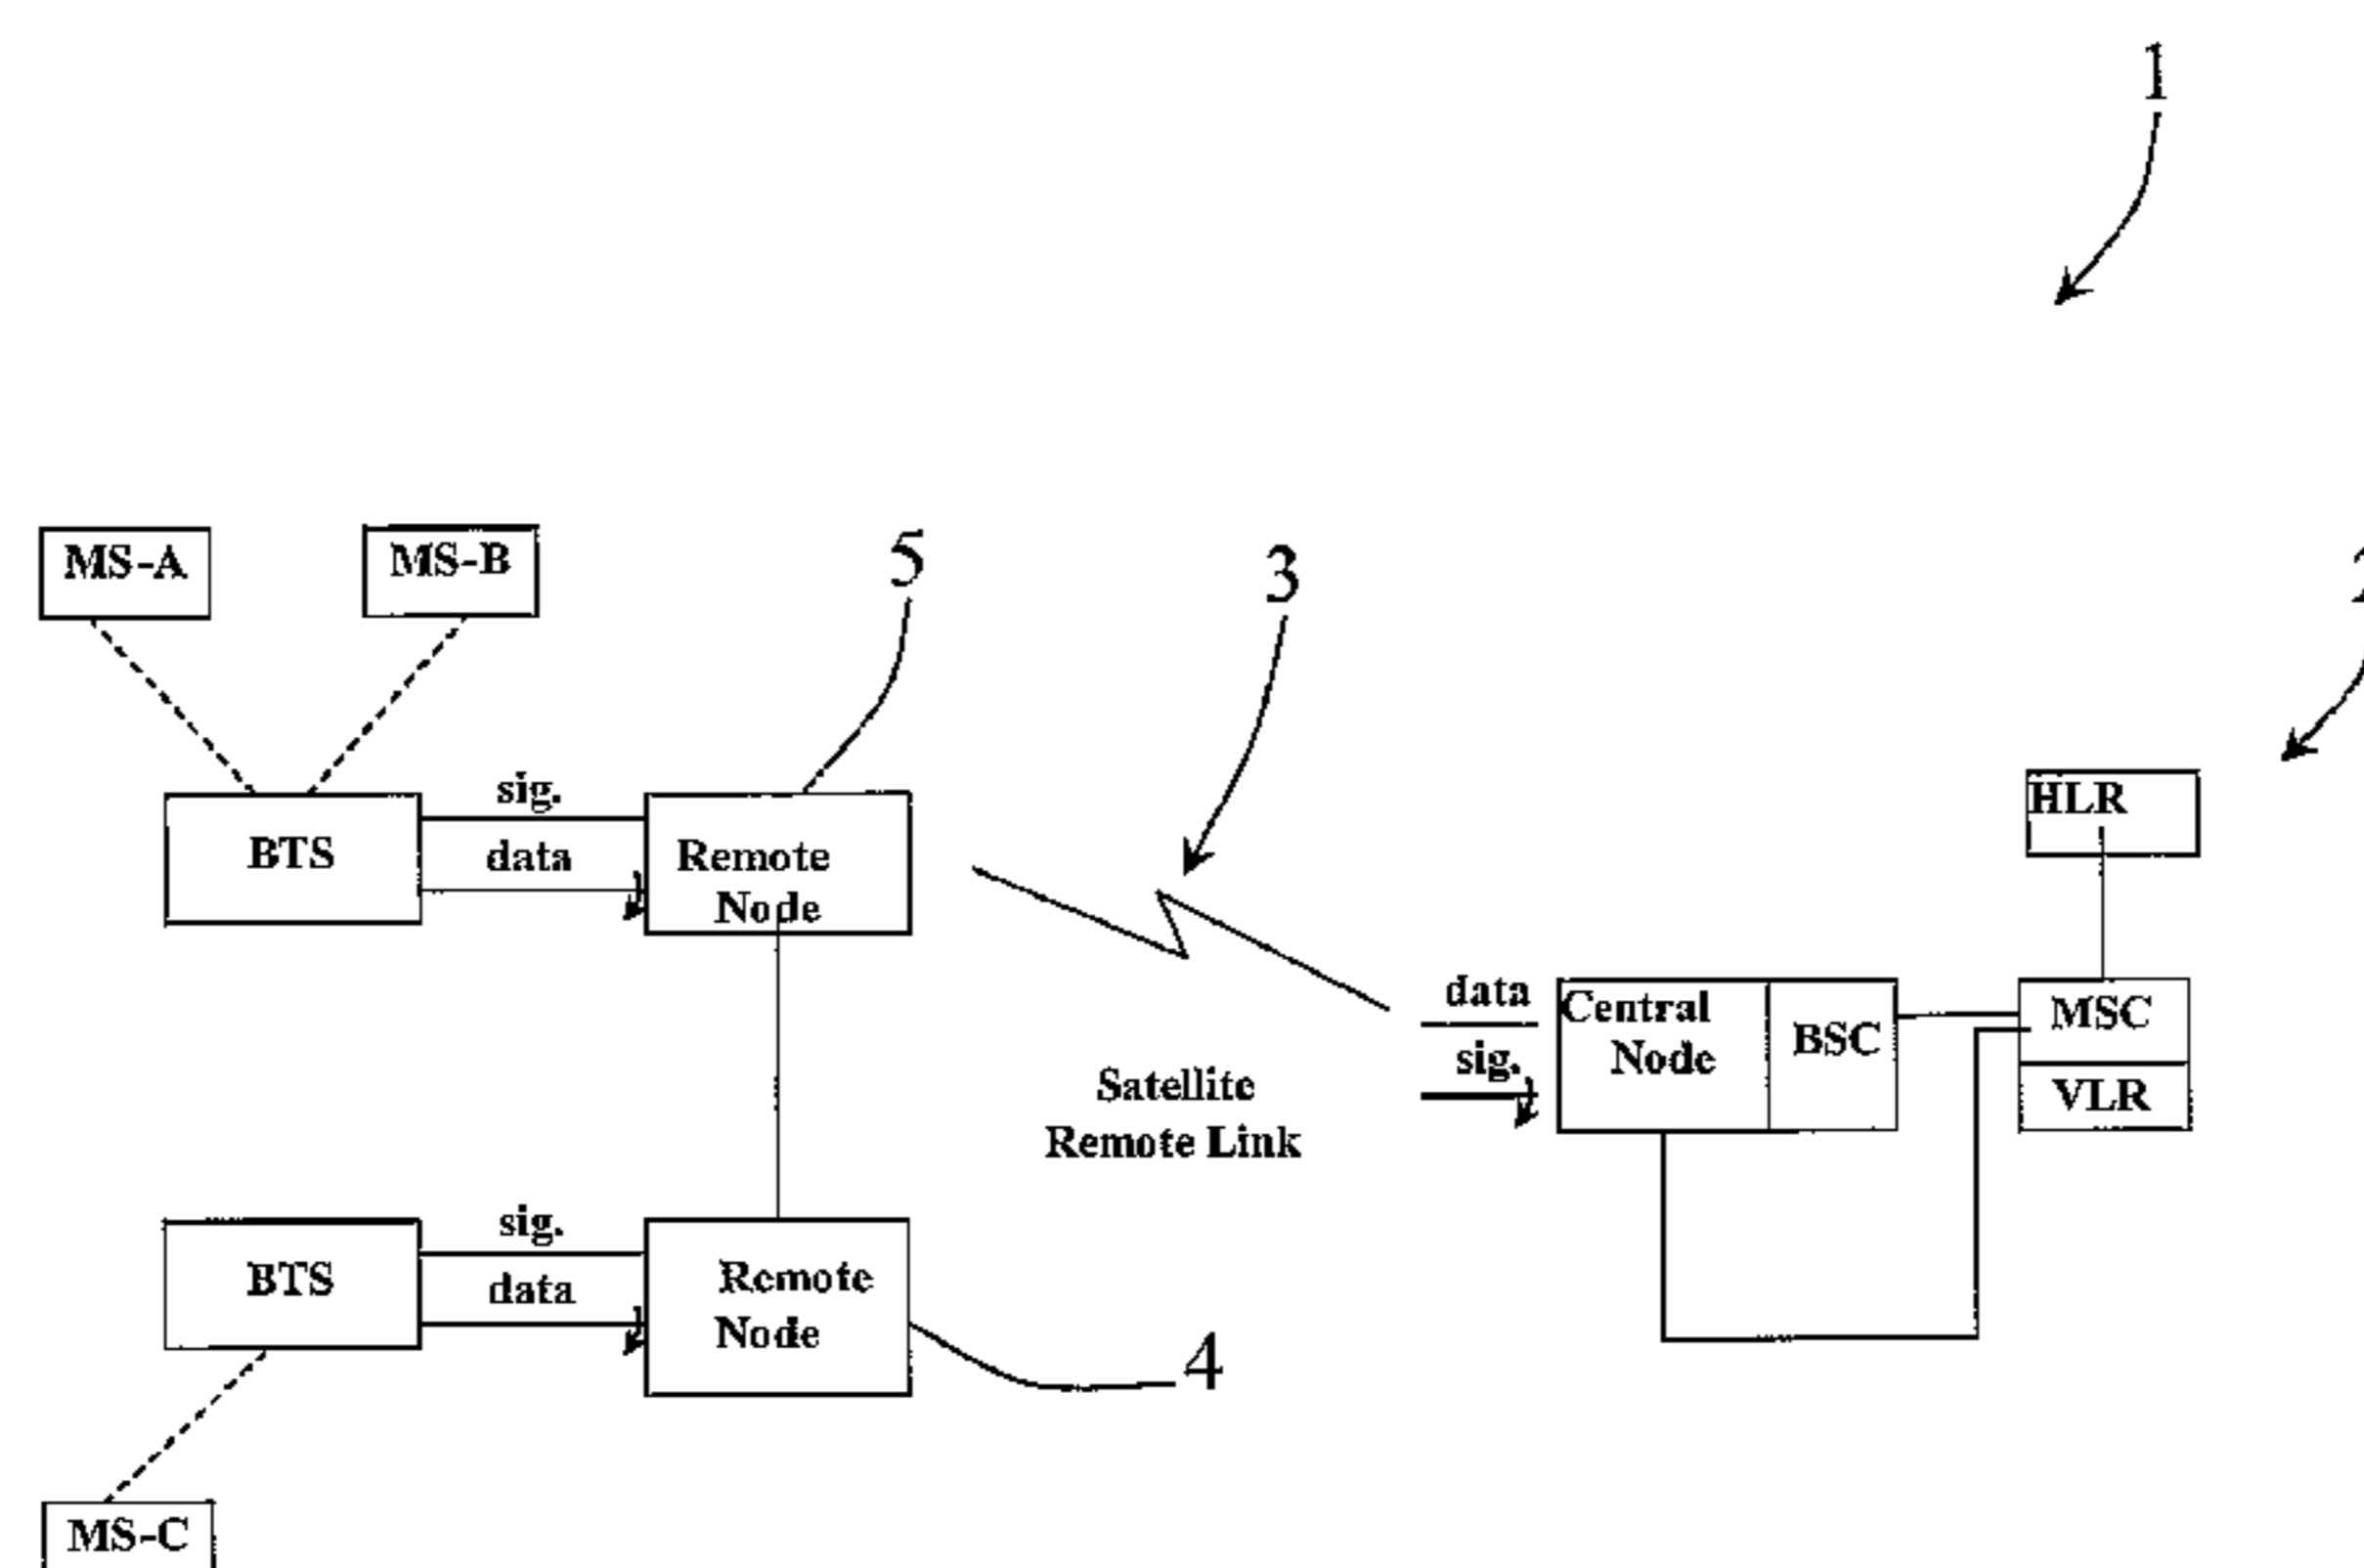 1
MS-A
MS-B
5
3
BTS
sig.
data
Remote
Node
HLR
data
sig.
Central
Node
BSC
MSC
VLR
Satellite
Remote Link
BTS
sig.
data
Remote
Node
4
MS-C